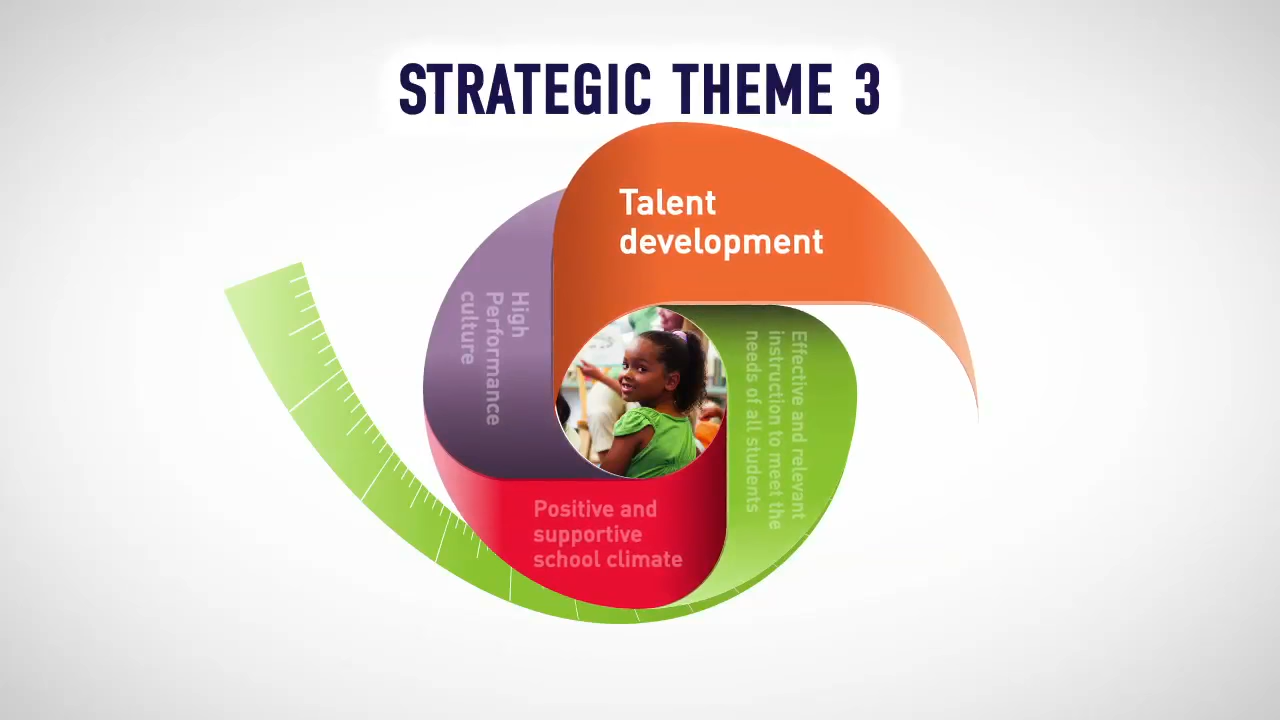 STRATEGIC THEME 3
Talent
development
High
Performance
culture
Effective and relevant
instruction to meet the
needs of all students
Positive and
supportive
school climate